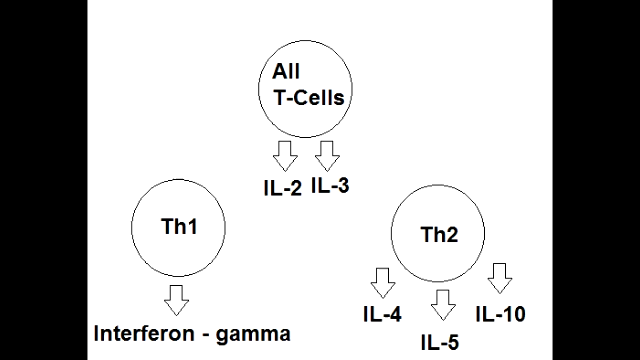 All
T-Cells
IL-2 IL-3
Th1
Th2
Interferon - gamma
IL-4
IL-5
IL-10